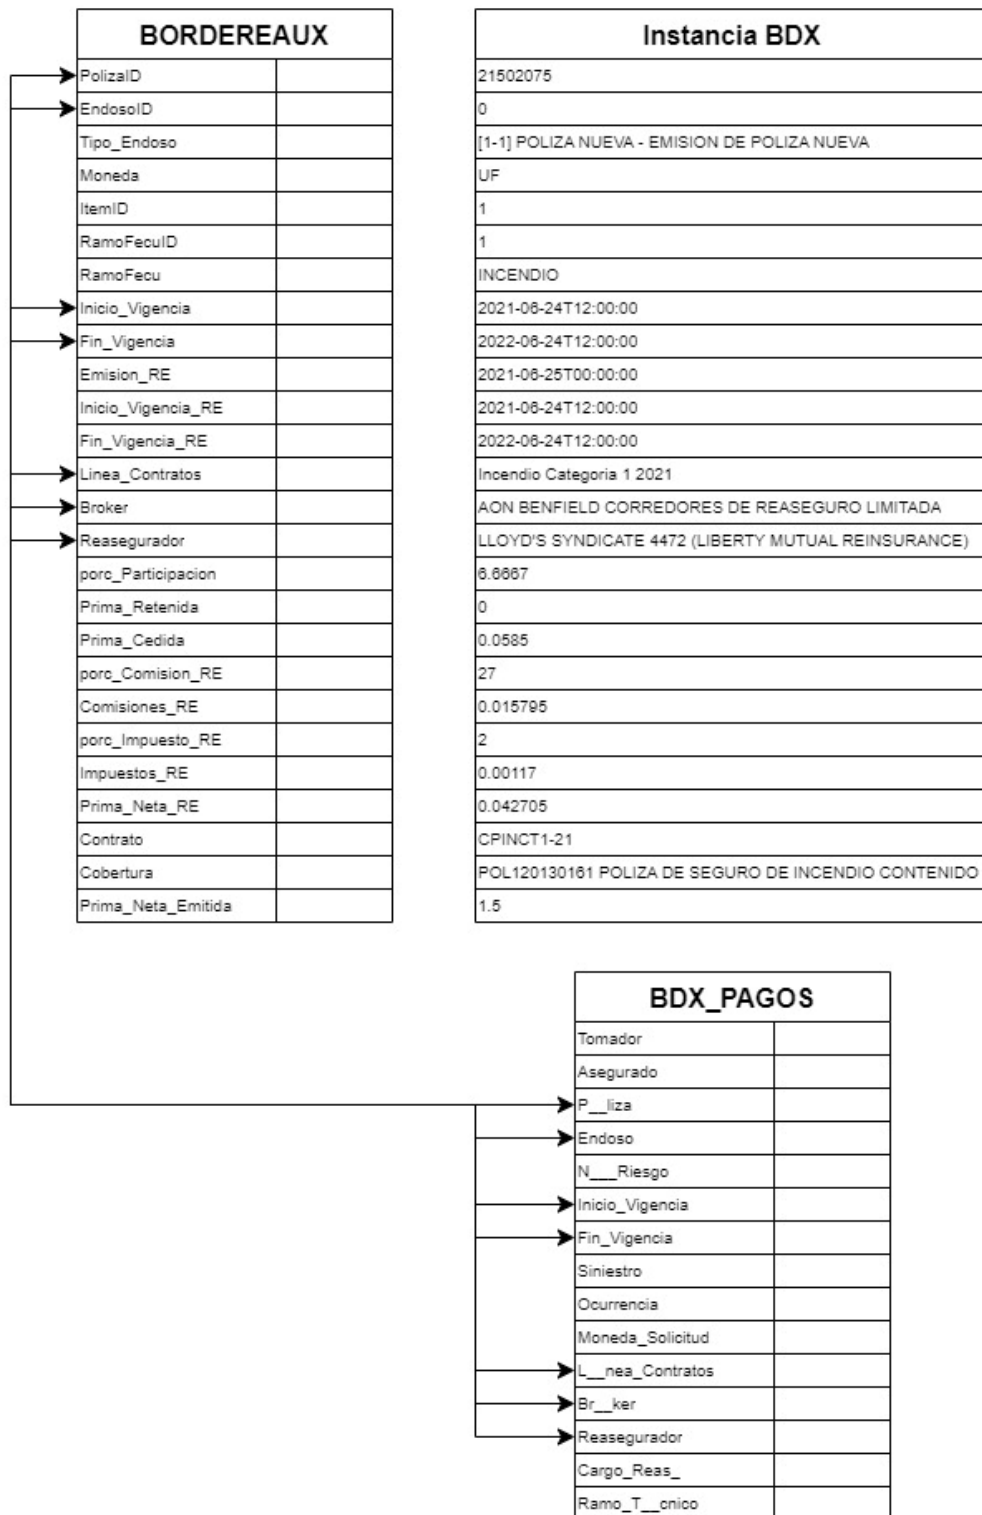 BORDEREAUX
PolizaID
EndosoID
Tipo_Endoso
Moneda
ItemID
RamoFecuID
RamoFecu
Inicio_Vigencia
Fin_Vigencia
Emision_RE
Inicio_Vigencia_RE
Fin_Vigencia_RE
Linea_Contratos
Broker
Reasegurador
porc_Participacion
Prima_Retenida
Prima_Cedida
porc_Comision_RE
Comisiones_RE
porc_Impuesto_RE
Impuestos_RE
Prima_Neta_RE
Contrato
Cobertura
Prima_Neta_Emitida
Instancia BDX
21502075
0
[1-1] POLIZA NUEVA - EMISION DE POLIZA NUEVA
UF
1
1
INCENDIO
2021-06-24T12:00:00
2022-06-24T12:00:00
2021-06-25T00:00:00
2021-06-24T12:00:00
2022-06-24T12:00:00
Incendio Categoria 1 2021
AON BENFIELD CORREDORES DE REASEGURO LIMITADA
LLOYD'S SYNDICATE 4472 (LIBERTY MUTUAL REINSURANCE)
6.6667
0
0.0585
27
0.015795
2
0.00117
0.042705
CPINCT1-21
POL120130161 POLIZA DE SEGURO DE INCENDIO CONTENIDO
1.5
BDX_PAGOS
Tomador
Asegurado
P__liza
Endoso
N___Riesgo
Inicio_Vigencia
Fin_Vigencia
Siniestro
Ocurrencia
Moneda_Solicitud
L__nea_Contratos
Br__ker
Reasegurador
Cargo_Reas_
Ramo_T__cnico